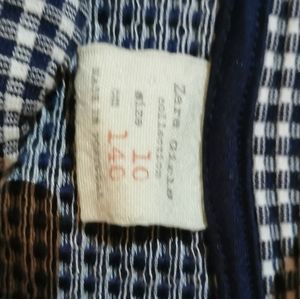 Zara Girls
collection
size 10
cm 140
MADE IN PORTUGAL